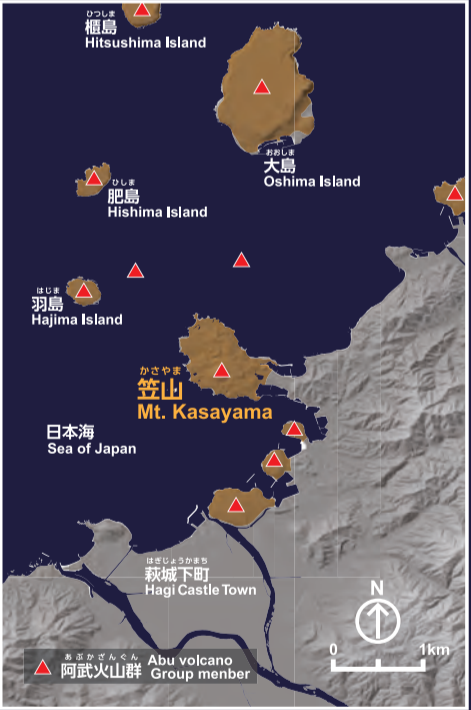 ひつしま
櫃島
Hitsushima Island
おおしま
大島
Oshima Island
ひしま
肥島
Hishima Island
はじま
羽島
Hajima Island
かさやま
笠山
Mt. Kasayama
日本海
Sea of Japan
はぎじょうかまち
萩城下町
Hagi Castle Town
N
0 1km
あぶかざんぐん
阿武火山群 Abu volcano
Group menber